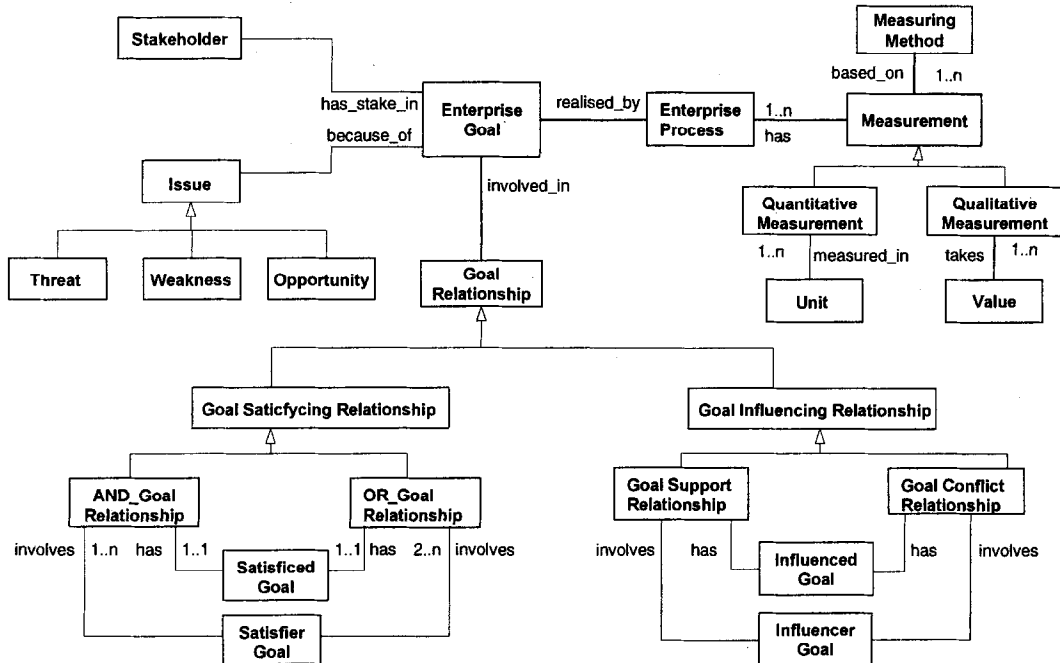 Stakeholder
Measuring
Method
based_on
1..n
has_stake_in
Enterprise
Goal
realised_by
Enterprise
Process
1..n
has
Measurement
because_of
Issue
involved_in
Quantitative
Measurement
Qualitative
Measurement
1..n
measured_in
takes
1..n
Threat
Weakness
Opportunity
Goal
Relationship
Unit
Value
Goal Saticfycing Relationship
Goal Influencing Relationship
AND_Goal
Relationship
OR_Goal
Relationship
Goal Support
Relationship
Goal Conflict
Relationship
involves
1..n
has
1..1
1..1
has
2..n
involves
involves
has
has
involves
Satisficed
Goal
Influenced
Goal
Satisfier
Goal
Influencer
Goal